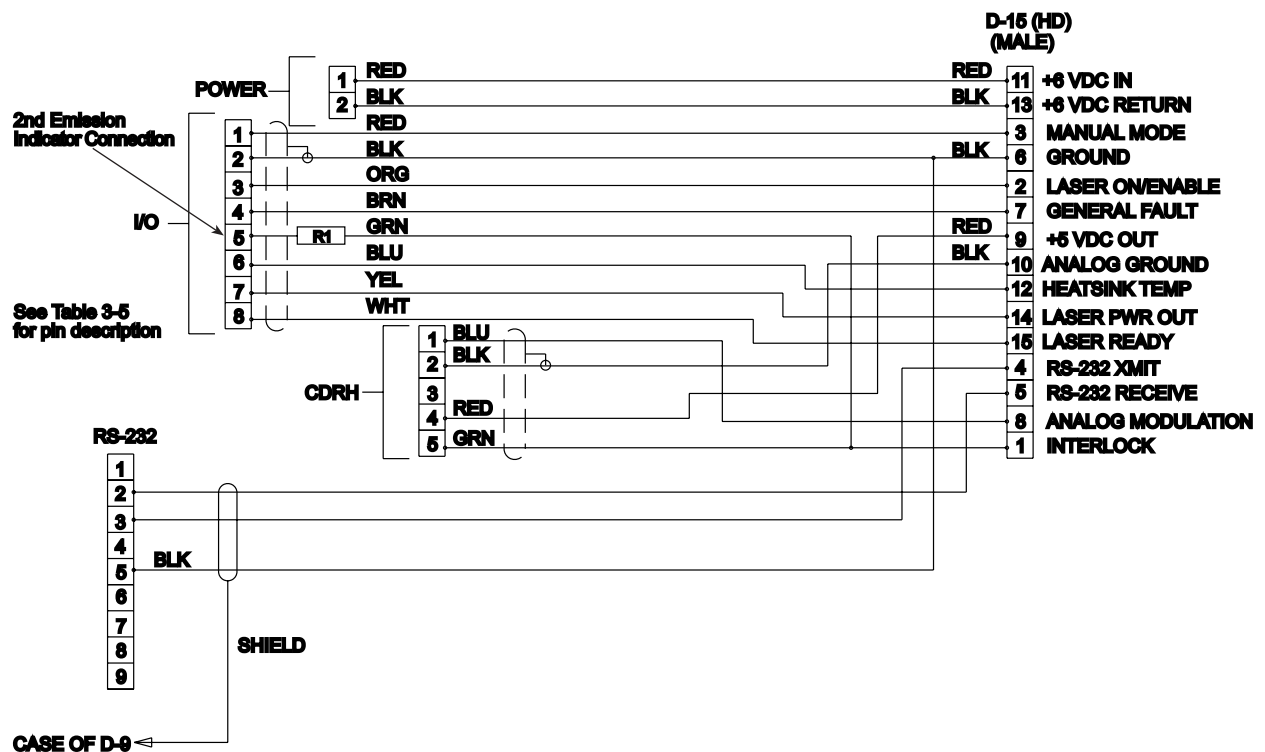 D-15 (HD)
(MALE)
POWER
1 RED RED 11 +6 VDC IN
2 BLK BLK 13 +6 VDC RETURN
2nd Emission
Indicator Connection
I/O
1 RED 3 MANUAL MODE
2 BLK BLK 6 GROUND
3 ORG 2 LASER ON/ENABLE
4 BRN 7 GENERAL FAULT
5 R1 GRN RED 9 +5 VDC OUT
6 BLU BLK 10 ANALOG GROUND
7 YEL 12 HEATSINK TEMP
8 WHT 14 LASER PWR OUT
See Table 3-5
for pin description
15 LASER READY
4 RS-232 XMIT
5 RS-232 RECEIVE
8 ANALOG MODULATION
1 INTERLOCK
CDRH
1 BLU
2 BLK
3
4 RED
5 GRN
RS-232
1
2
3
4
5 BLK
6
7
8
9
SHIELD
CASE OF D-9